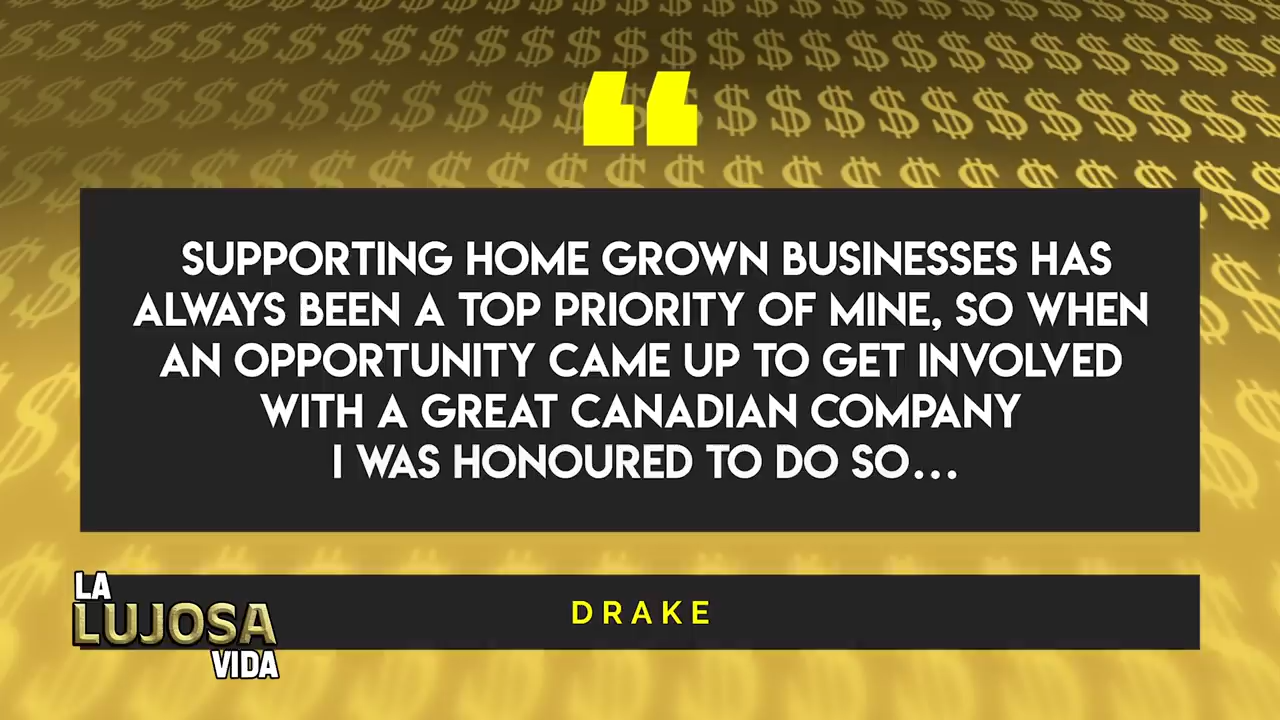 “
SUPPORTING HOME GROWN BUSINESSES HAS
ALWAYS BEEN A TOP PRIORITY OF MINE, SO WHEN
AN OPPORTUNITY CAME UP TO GET INVOLVED
WITH A GREAT CANADIAN COMPANY
I WAS HONOURED TO DO SO...
DRAKE
LA
LUJOSA
VIDA